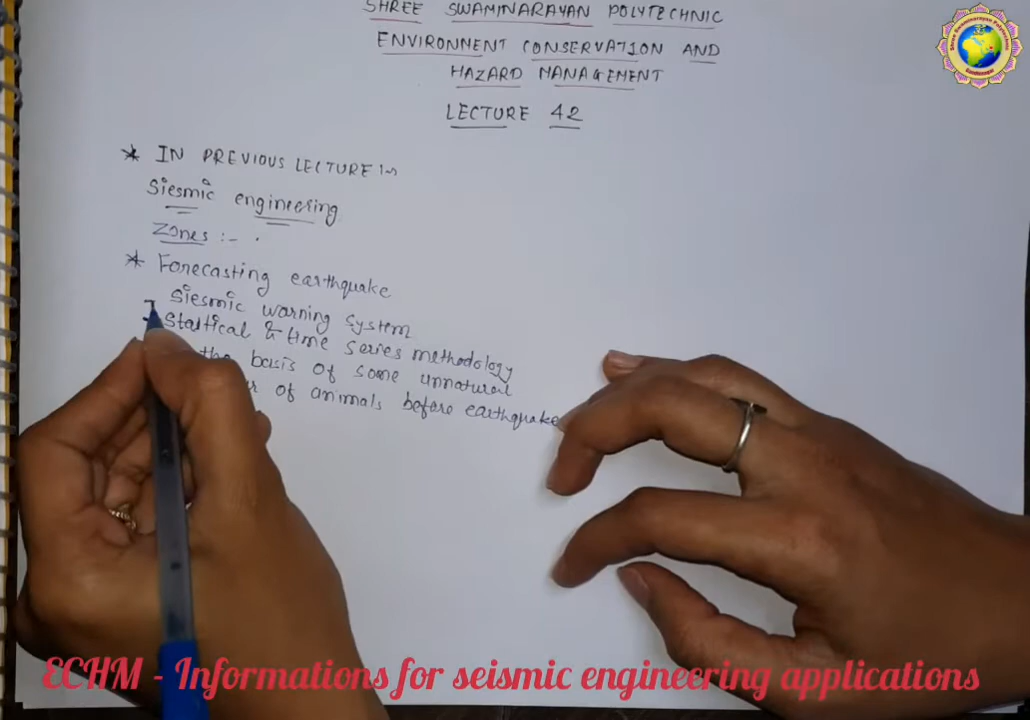 SHREE SWAMINARAYAN POLYTECHNIC
ENVIRONMENT CONSERVATION AND
HAZARD MANAGEMENT
LECTURE 42
* IN PREVIOUS LECTURE :~
Siesmic engineering
Zones :- .
* Forecasting earthquake
Siesmic warning system
Statical & time series methodology
the basis of some unnatural
of animals before earthquake
ECHM - Informations for seismic engineering applications